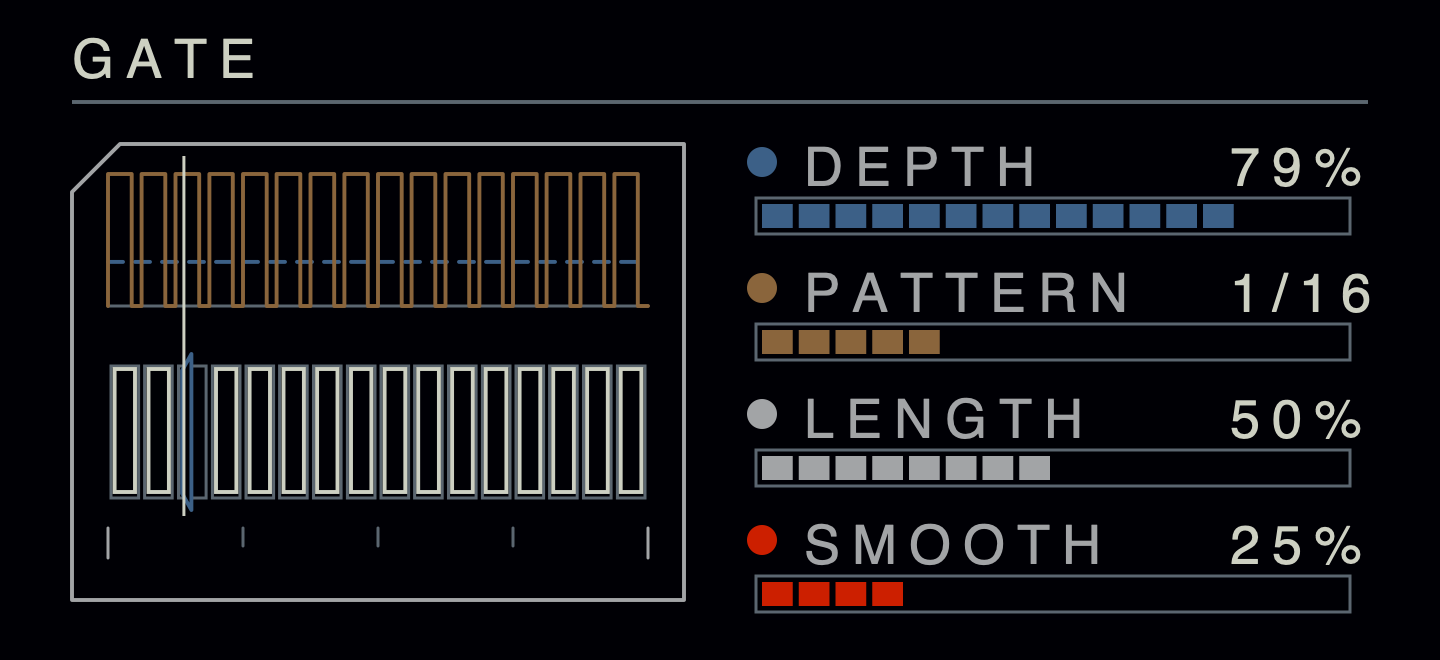 GATE
DEPTH 79%
PATTERN 1/16
LENGTH 50%
SMOOTH 25%